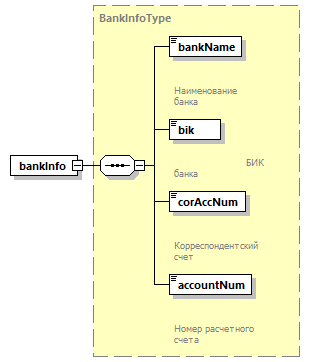 BankInfoType
bankName
Наименование
банка
bik
БИК
банка
bankInfo
corAccNum
Корреспондентский
счет
accountNum
Номер расчетного
счета